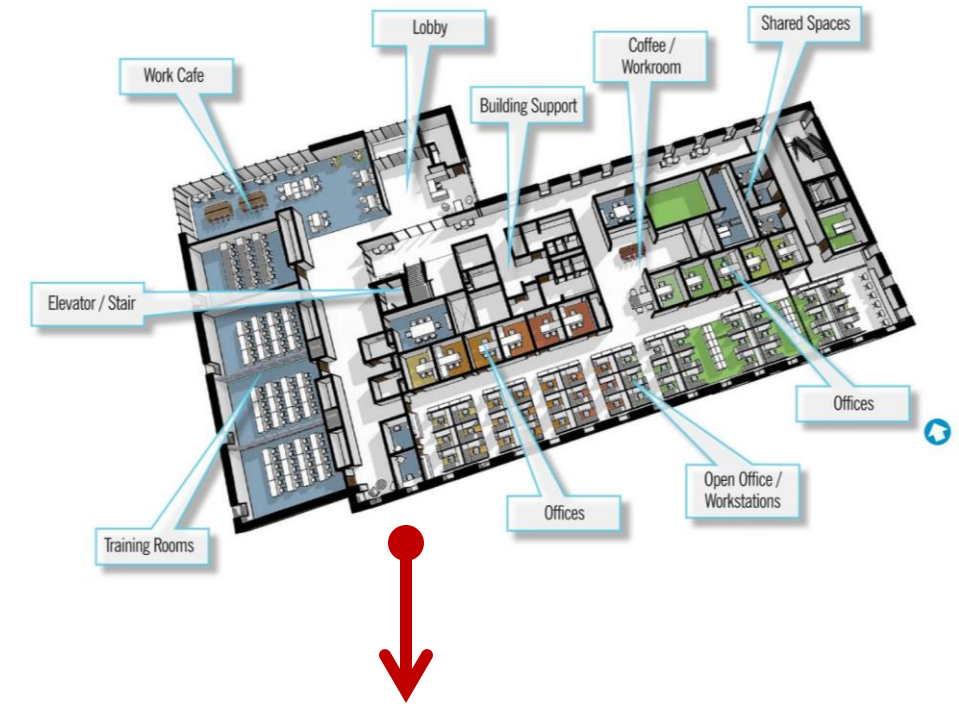 Lobby
Shared Spaces
Coffee /
Workroom
Work Cafe
Building Support
Elevator / Stair
Offices
Open Office /
Workstations
Offices
Training Rooms